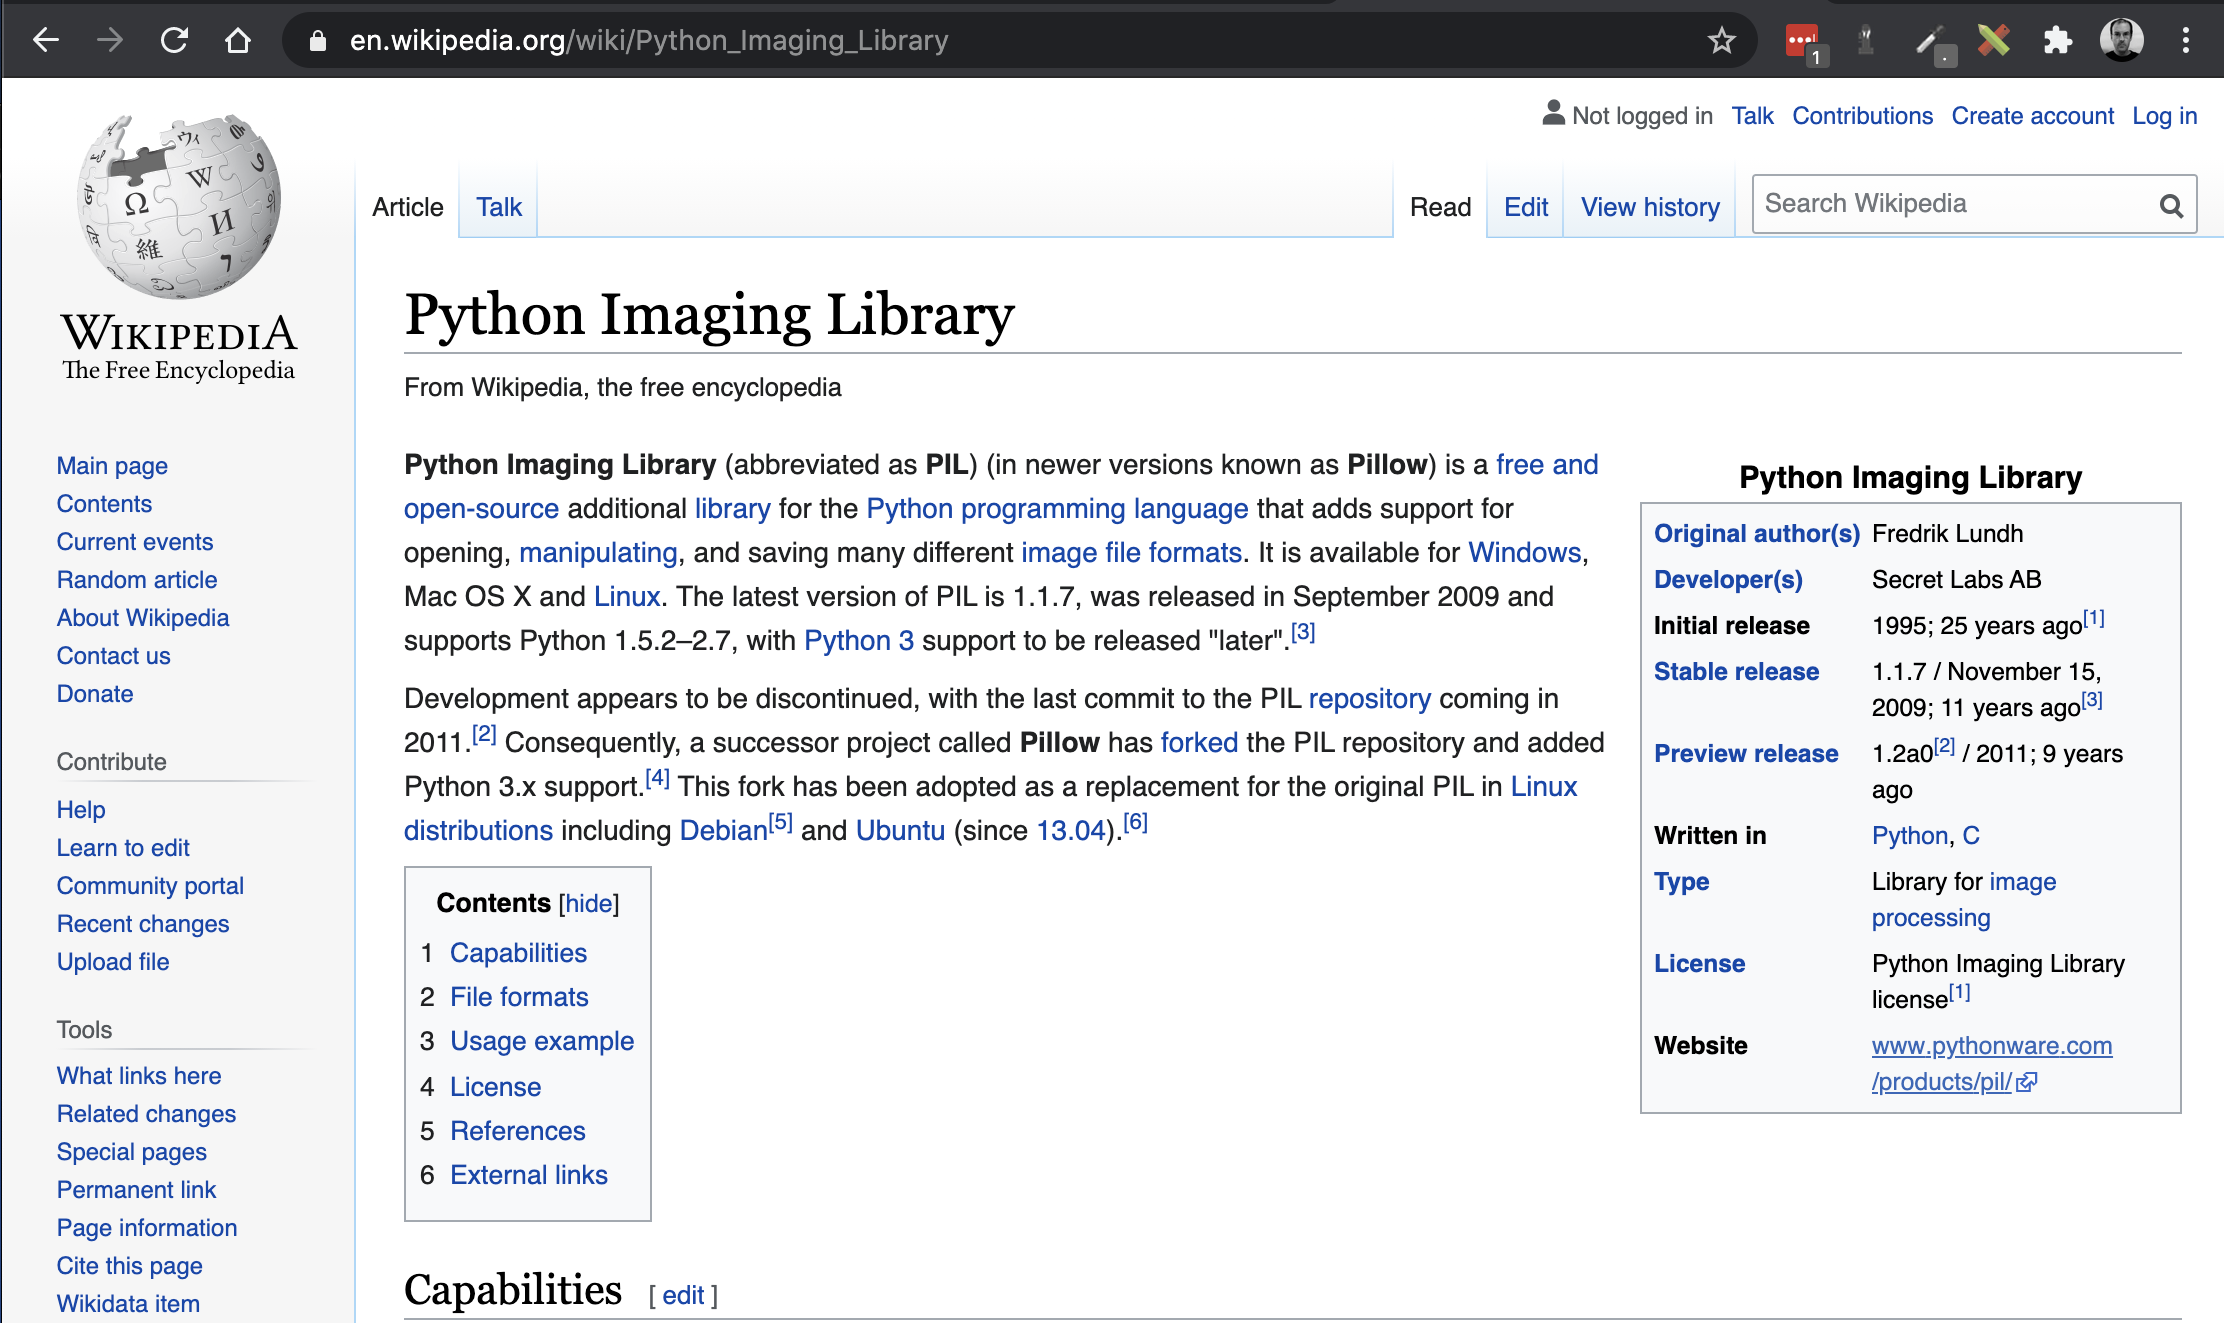 en.wikipedia.org/wiki/Python_Imaging_Library
1
Not logged in Talk Contributions Create account Log in
Article Talk Read Edit View history Search Wikipedia
Ω W И 維 ウィ ר
WIKIPEDIA
The Free Encyclopedia
Main page
Contents
Current events
Random article
About Wikipedia
Contact us
Donate
Contribute
Help
Learn to edit
Community portal
Recent changes
Upload file
Tools
What links here
Related changes
Special pages
Permanent link
Page information
Cite this page
Wikidata item
Python Imaging Library
From Wikipedia, the free encyclopedia
Python Imaging Library (abbreviated as PIL) (in newer versions known as Pillow) is a free and
open-source additional library for the Python programming language that adds support for
opening, manipulating, and saving many different image file formats. It is available for Windows,
Mac OS X and Linux. The latest version of PIL is 1.1.7, was released in September 2009 and
supports Python 1.5.2–2.7, with Python 3 support to be released "later".[3]
Development appears to be discontinued, with the last commit to the PIL repository coming in
2011.[2] Consequently, a successor project called Pillow has forked the PIL repository and added
Python 3.x support.[4] This fork has been adopted as a replacement for the original PIL in Linux
distributions including Debian[5] and Ubuntu (since 13.04).[6]
Python Imaging Library
Original author(s) Fredrik Lundh
Developer(s) Secret Labs AB
Initial release 1995; 25 years ago[1]
Stable release 1.1.7 / November 15,
2009; 11 years ago[3]
Preview release 1.2a0[2] / 2011; 9 years
ago
Written in Python, C
Type Library for image
processing
License Python Imaging Library
license[1]
Website www.pythonware.com
/products/pil/
Contents [hide]
1 Capabilities
2 File formats
3 Usage example
4 License
5 References
6 External links
Capabilities [ edit ]